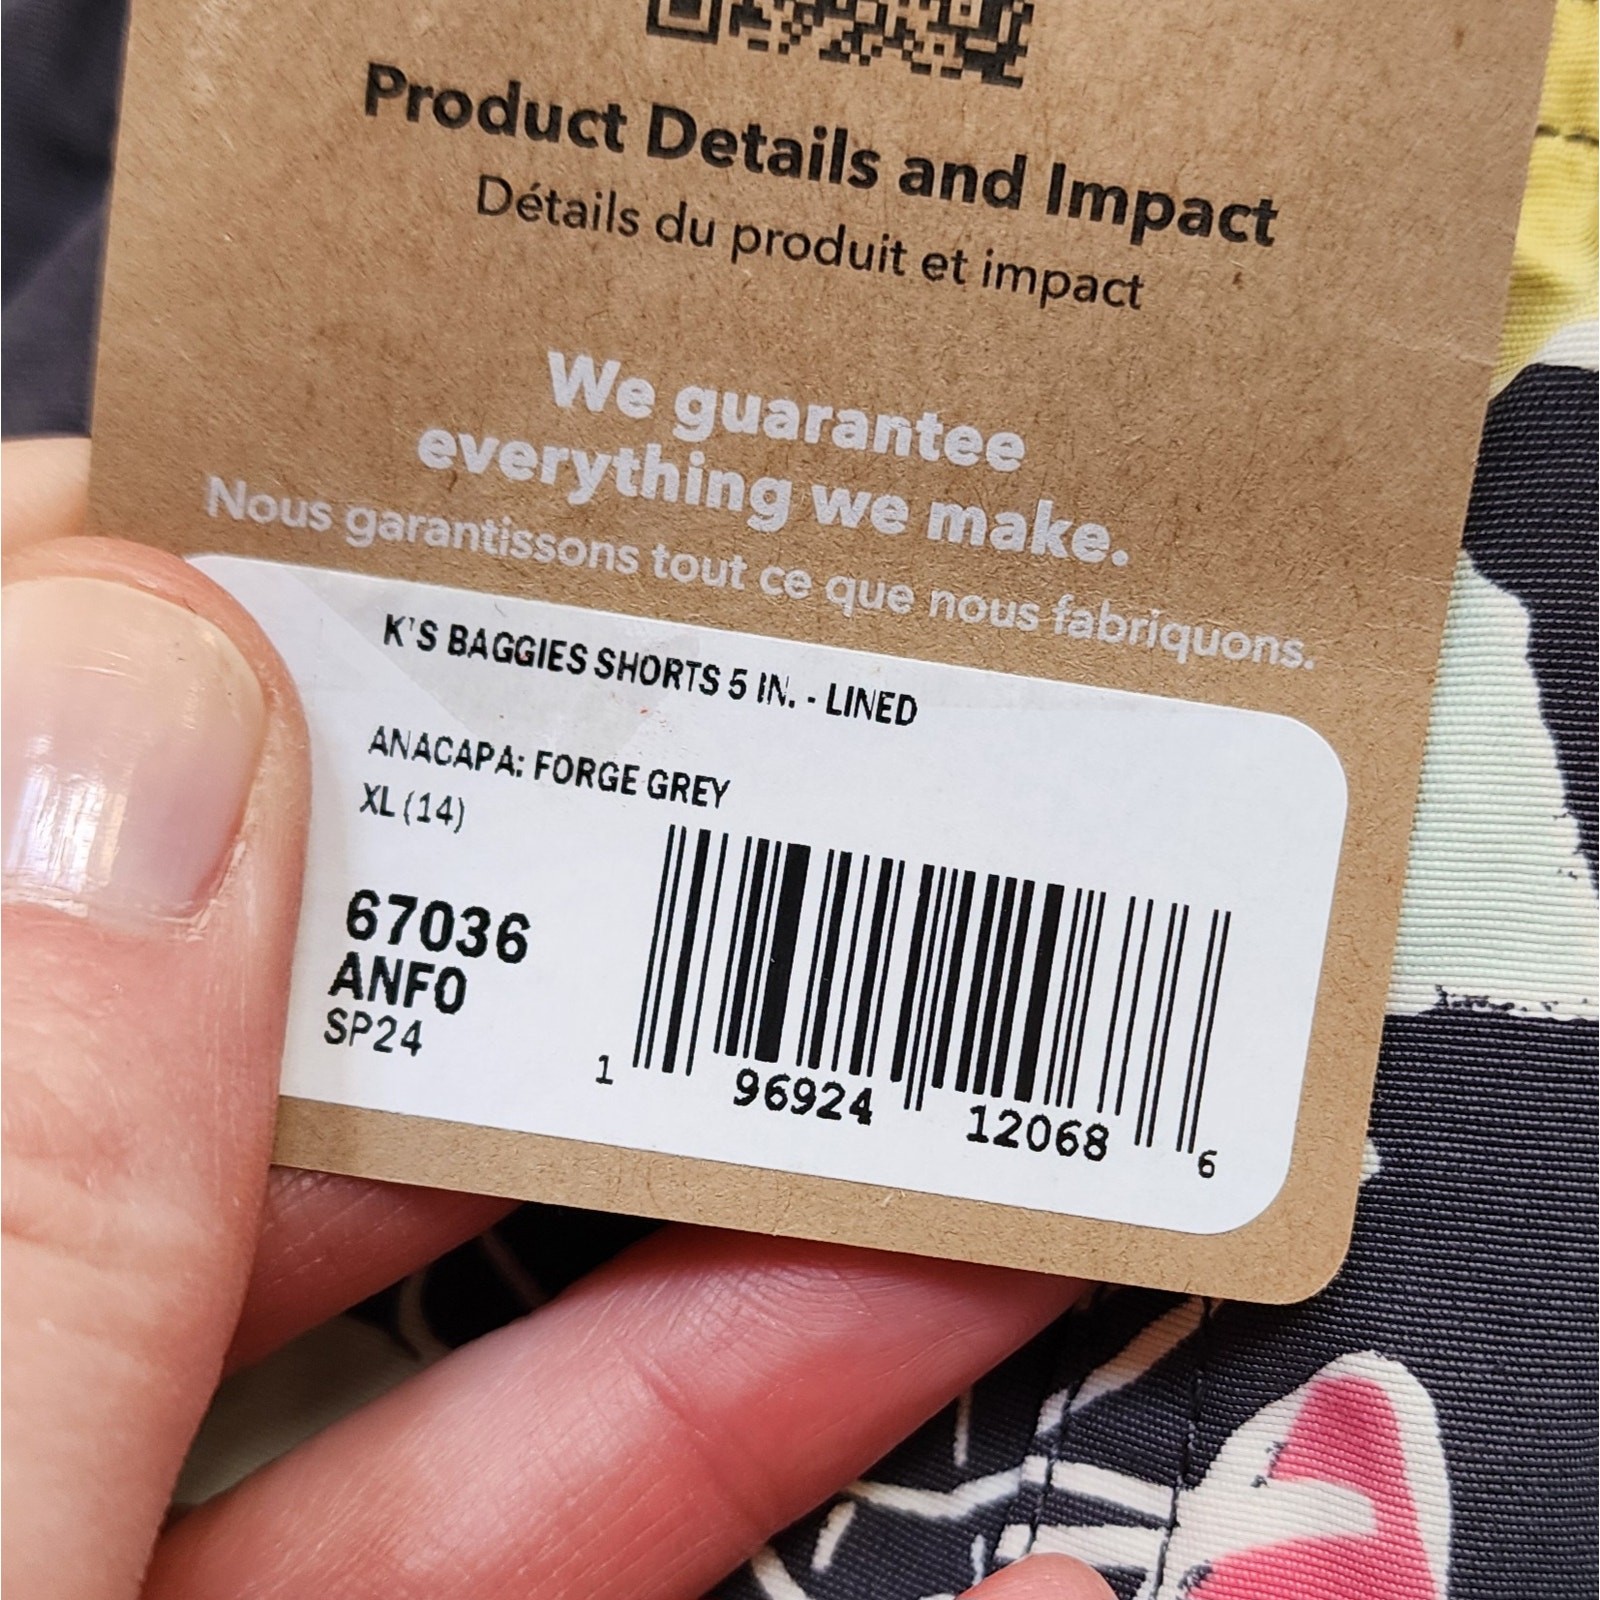 Product Details and Impact
Détails du produit et impact
We guarantee
everything we make.
Nous garantissons tout ce que nous fabriquons.
K'S BAGGIES SHORTS 5 IN. - LINED
ANACAPA: FORGE GREY
XL (14)
67036
ANFO
SP24
1 96924 12068 6